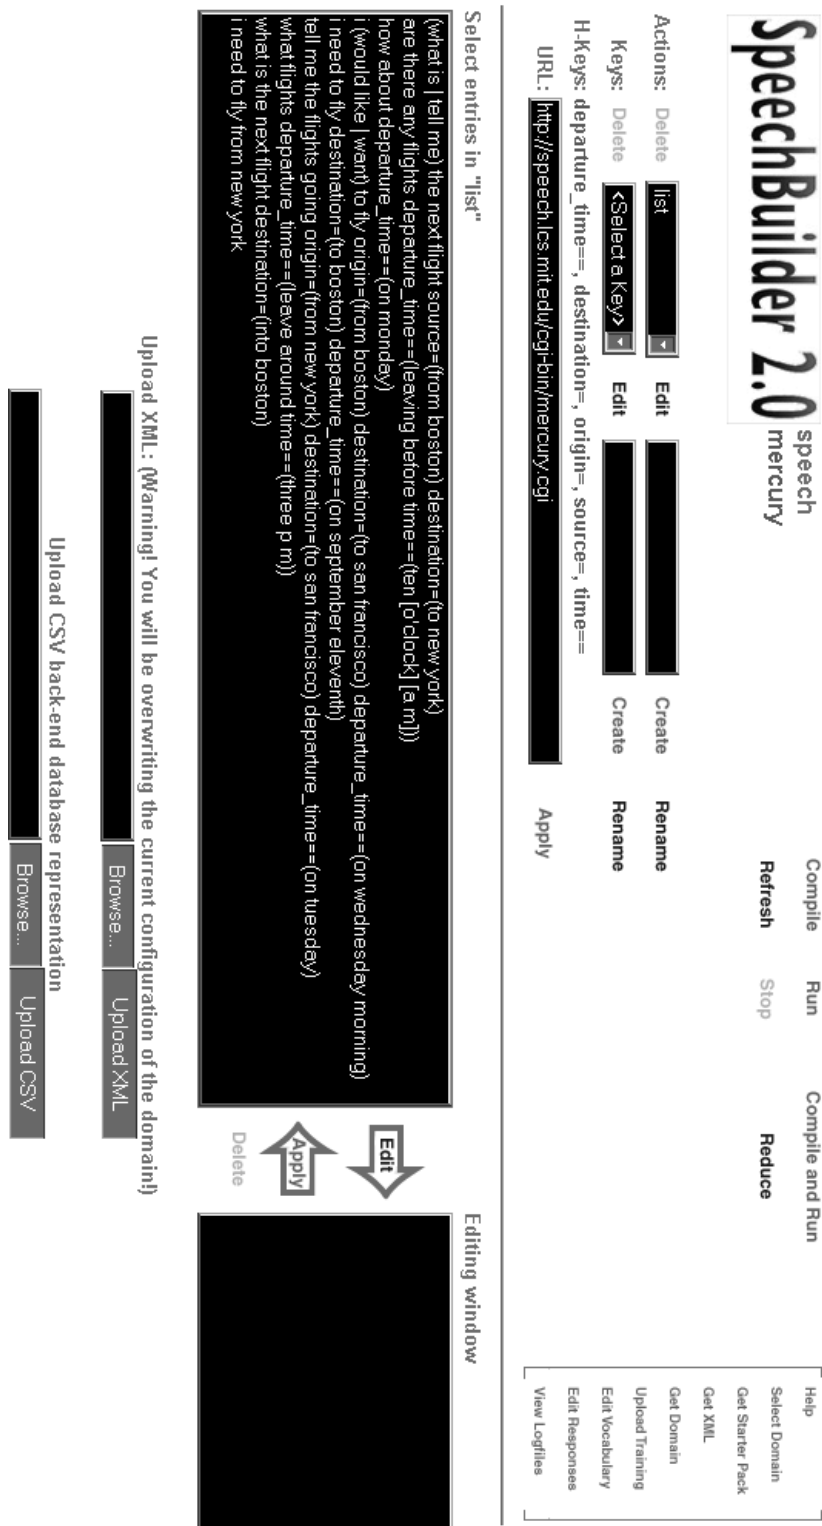 SpeechBuilder 2.0
speech
mercury
Compile Run Compile and Run
Refresh Stop Reduce
Help
Select Domain
Get Starter Pack
Get XML
Get Domain
Upload Training
Edit Vocabulary
Edit Responses
View Logfiles
Actions: Delete list Edit Create Rename
Keys: Delete <Select a Key> Edit Create Rename
H-Keys: departure_time==, destination=, origin=, source=, time==
URL: http://speech.lcs.mit.edu/cgi-bin/mercury.cgi Apply
Select entries in "list"
(what is | tell me) the next flight source=(from boston) destination=(to new york)
are there any flights departure_time==(leaving before time==(ten [o'clock] [a m]))
how about departure_time==(on monday)
i (would like | want) to fly origin=(from boston) destination=(to san francisco) departure_time==(on wednesday morning)
i need to fly destination=(to boston) departure_time==(on september eleventh)
tell me the flights going origin=(from new york) destination=(to san francisco) departure_time==(on tuesday)
what flights departure_time==(leave around time==(three p m))
what is the next flight destination=(into boston)
i need to fly from new york
Edit
Apply
Delete
Editing window
Upload XML: (Warning! You will be overwriting the current configuration of the domain!)
Browse... Upload XML
Upload CSV back-end database representation
Browse... Upload CSV